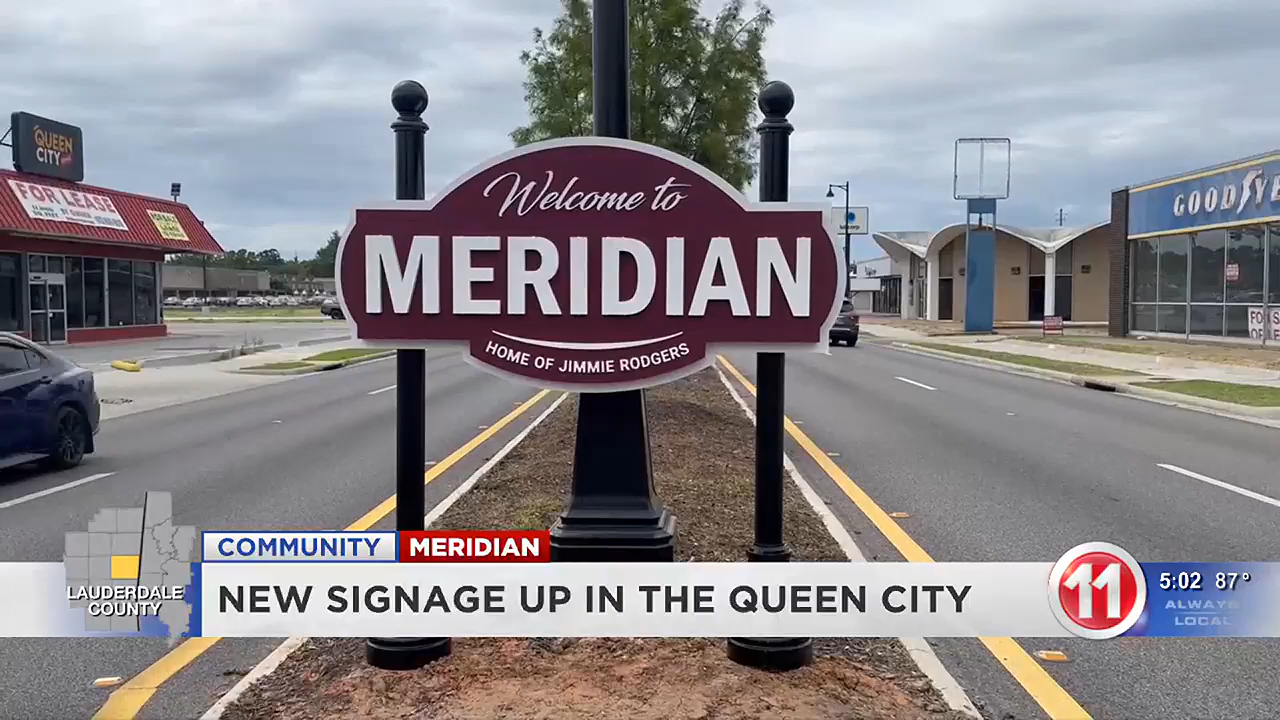 QUEEN
CITY
FOR LEASE
Welcome to
MERIDIAN
HOME OF JIMMIE RODGERS
GOODYE
FOR S
COMMUNITY MERIDIAN
LAUDERDALE
COUNTY
NEW SIGNAGE UP IN THE QUEEN CITY
11
5:02 87°
ALWAYS
LOCAL